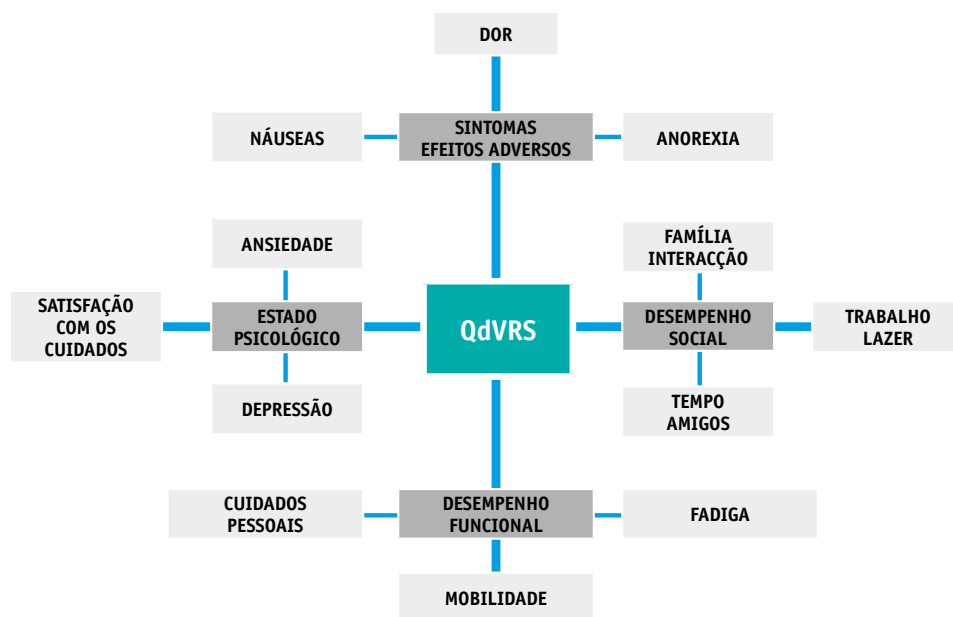 DOR
NÁUSEAS
SINTOMAS
EFEITOS ADVERSOS
ANOREXIA
ANSIEDADE
FAMÍLIA
INTERACÇÃO
SATISFAÇÃO
COM OS
CUIDADOS
ESTADO
PSICOLÓGICO
QdVRS
DESEMPENHO
SOCIAL
TRABALHO
LAZER
DEPRESSÃO
TEMPO
AMIGOS
CUIDADOS
PESSOAIS
DESEMPENHO
FUNCIONAL
FADIGA
MOBILIDADE